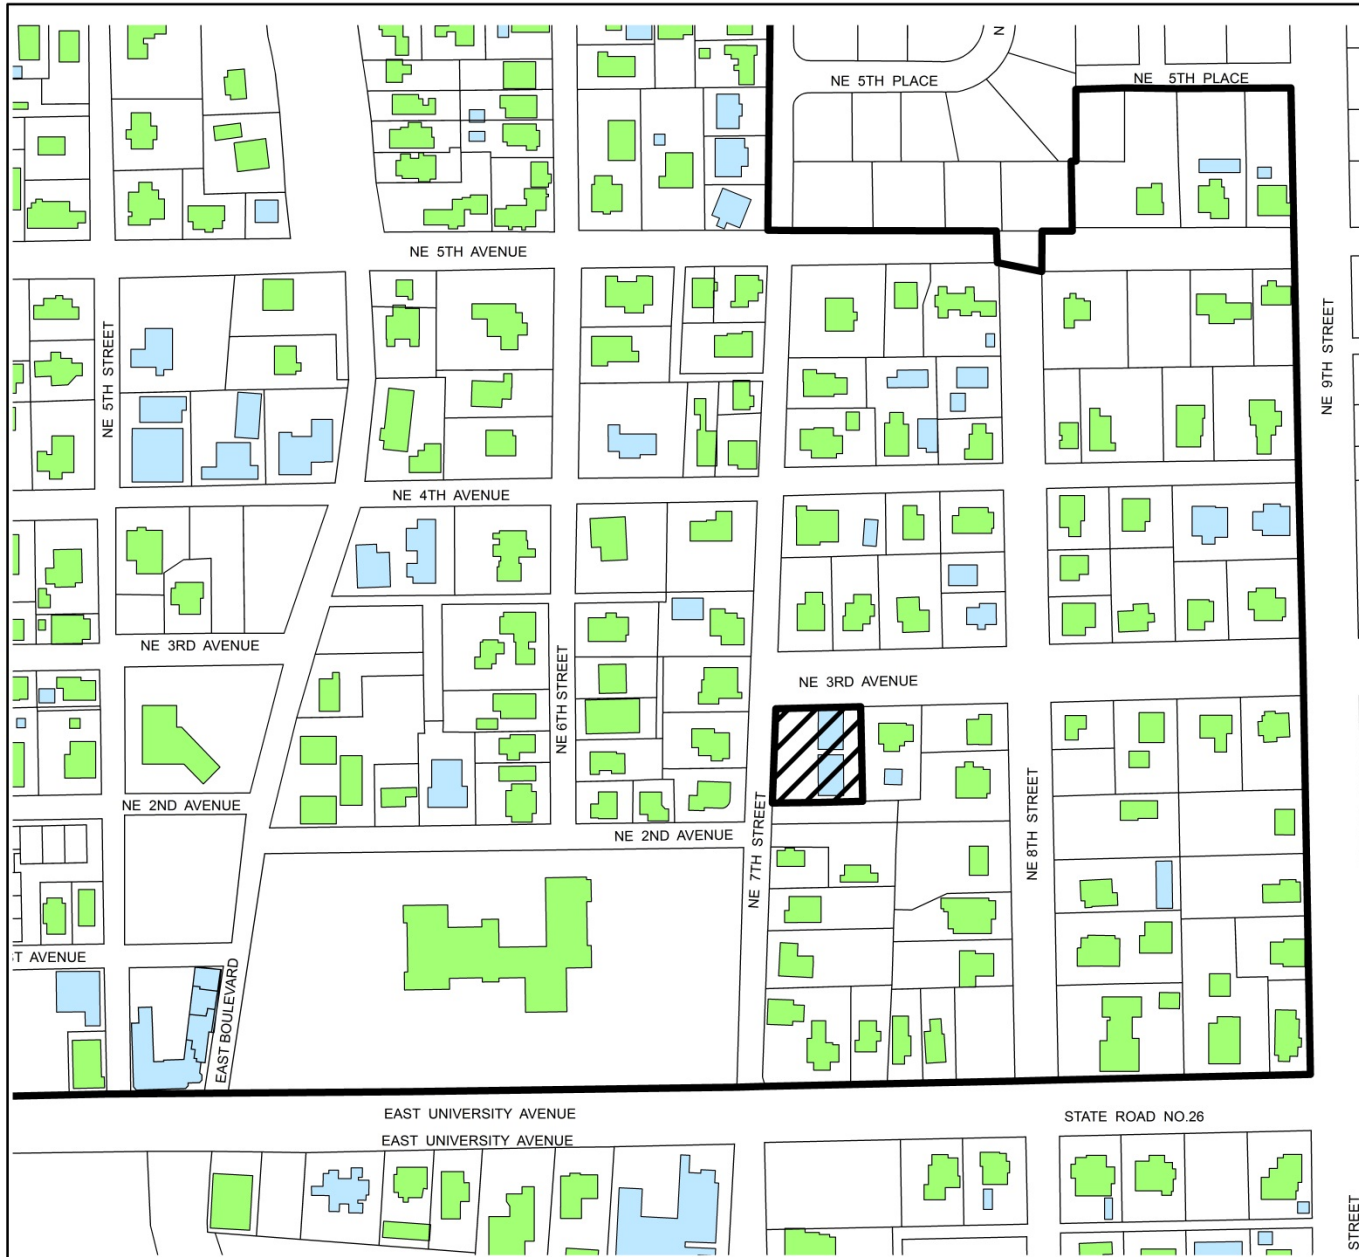 N
NE 5TH PLACE
NE 5TH PLACE
NE 5TH AVENUE
NE 5TH STREET
NE 9TH STREET
NE 4TH AVENUE
NE 3RD AVENUE
NE 6TH STREET
NE 3RD AVENUE
NE 2ND AVENUE
NE 2ND AVENUE
NE 7TH STREET
NE 8TH STREET
ST AVENUE
EAST BOULEVARD
EAST UNIVERSITY AVENUE
STATE ROAD NO.26
EAST UNIVERSITY AVENUE
STREET